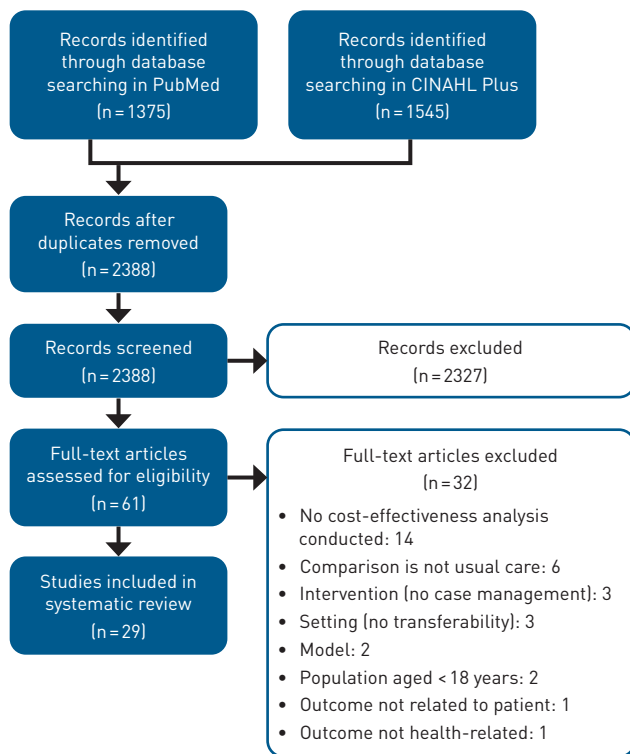 Records identified
through database
searching in PubMed
(n = 1375)
Records identified
through database
searching in CINAHL Plus
(n = 1545)
Records after
duplicates removed
(n = 2388)
Records screened
(n = 2388)
Records excluded
(n = 2327)
Full-text articles
assessed for eligibility
(n = 61)
Full-text articles excluded
(n = 32)
• No cost-effectiveness analysis
conducted: 14
• Comparison is not usual care: 6
• Intervention (no case management): 3
• Setting (no transferability): 3
• Model: 2
• Population aged < 18 years: 2
• Outcome not related to patient: 1
• Outcome not health-related: 1
Studies included in
systematic review
(n = 29)